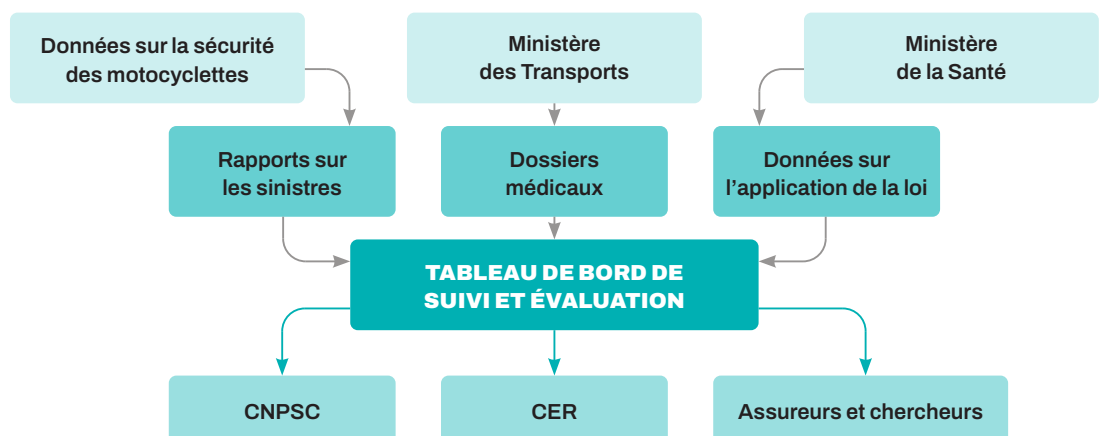 Données sur la sécurité
des motocyclettes
Ministère
des Transports
Ministère
de la Santé
Rapports sur
les sinistres
Dossiers
médicaux
Données sur
l’application de la loi
TABLEAU DE BORD DE
SUIVI ET ÉVALUATION
CNPSC
CER
Assureurs et chercheurs